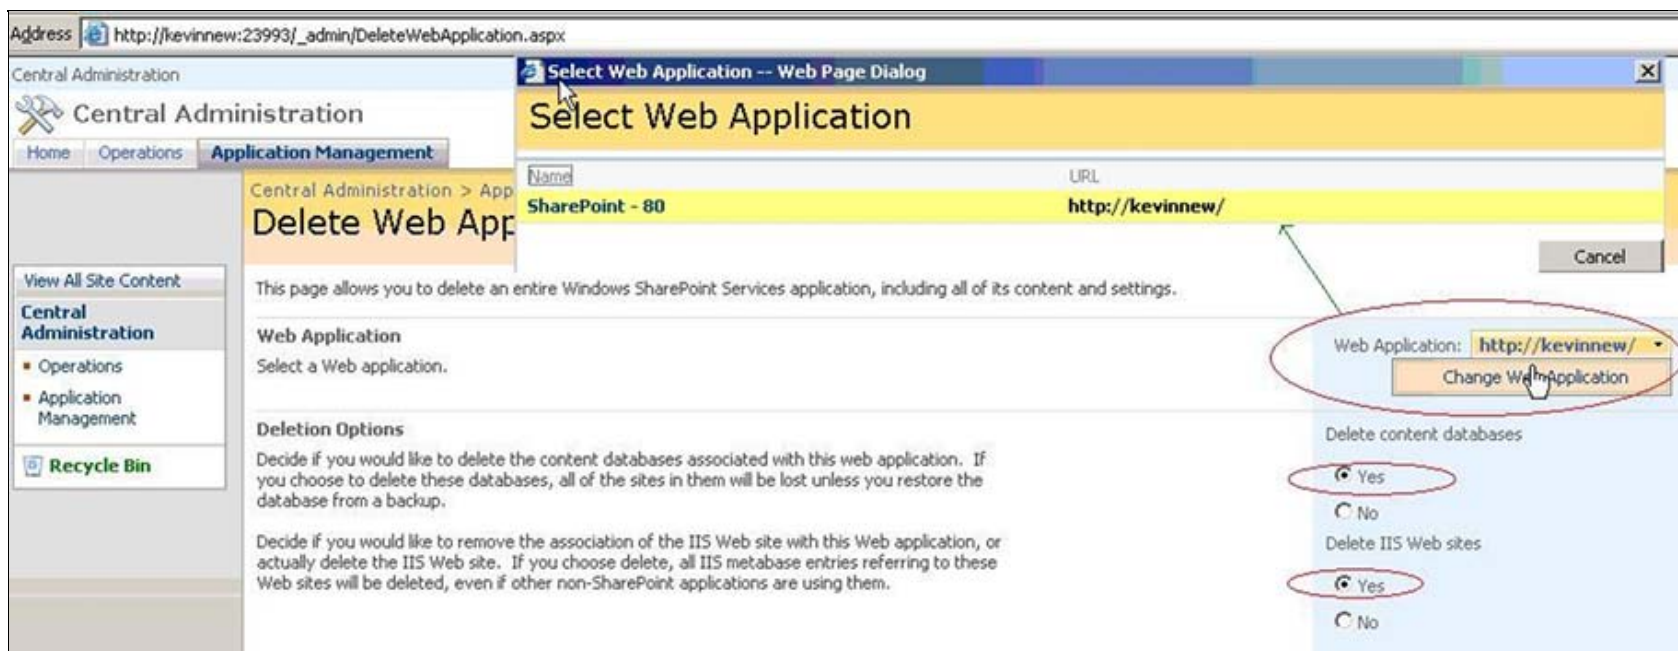 Address http://kevinnew:23993/_admin/DeleteWebApplication.aspx
Central Administration
Central Administration
Home Operations Application Management
Select Web Application -- Web Page Dialog
Select Web Application
Name URL
SharePoint - 80 http://kevinnew/
Cancel
Central Administration > App
Delete Web App
View All Site Content
Central
Administration
Operations
Application
Management
Recycle Bin
This page allows you to delete an entire Windows SharePoint Services application, including all of its content and settings.
Web Application
Select a Web application.
Web Application: http://kevinnew/
Change Web Application
Deletion Options
Decide if you would like to delete the content databases associated with this web application. If
you choose to delete these databases, all of the sites in them will be lost unless you restore the
database from a backup.
Decide if you would like to remove the association of the IIS Web site with this Web application, or
actually delete the IIS Web site. If you choose delete, all IIS metabase entries referring to these
Web sites will be deleted, even if other non-SharePoint applications are using them.
Delete content databases
Yes
No
Delete IIS Web sites
Yes
No